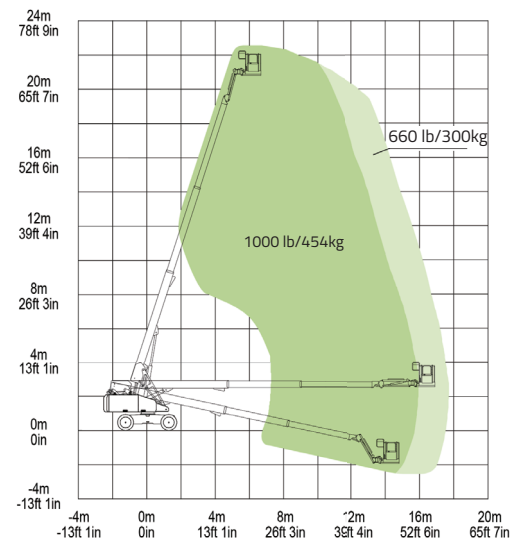 24m
78ft 9in
20m
65ft 7in
660 lb/300kg
16m
52ft 6in
12m
39ft 4in
1000 lb/454kg
8m
26ft 3in
4m
13ft 1in
0m
0in
-4m
-13ft 1in
-4m 0m 4m 8m 12m 16m 20m
-13ft 1in 0in 13ft 1in 26ft 3in 39ft 4in 52ft 6in 65ft 7in